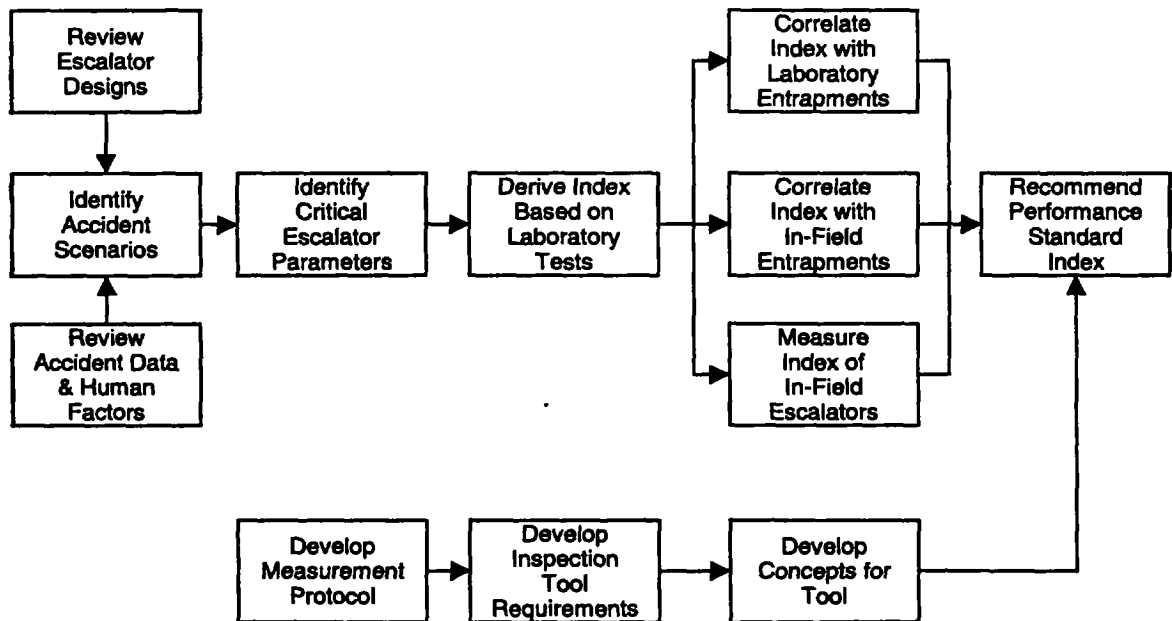 Review
Escalator
Designs
Identify
Accident
Scenarios
Review
Accident Data
& Human
Factors
Identify
Critical
Escalator
Parameters
Derive Index
Based on
Laboratory
Tests
Correlate
Index with
Laboratory
Entrapments
Correlate
Index with
In-Field
Entrapments
Measure
Index of
In-Field
Escalators
Recommend
Performance
Standard
Index
Develop
Measurement
Protocol
Develop
Inspection
Tool
Requirements
Develop
Concepts for
Tool